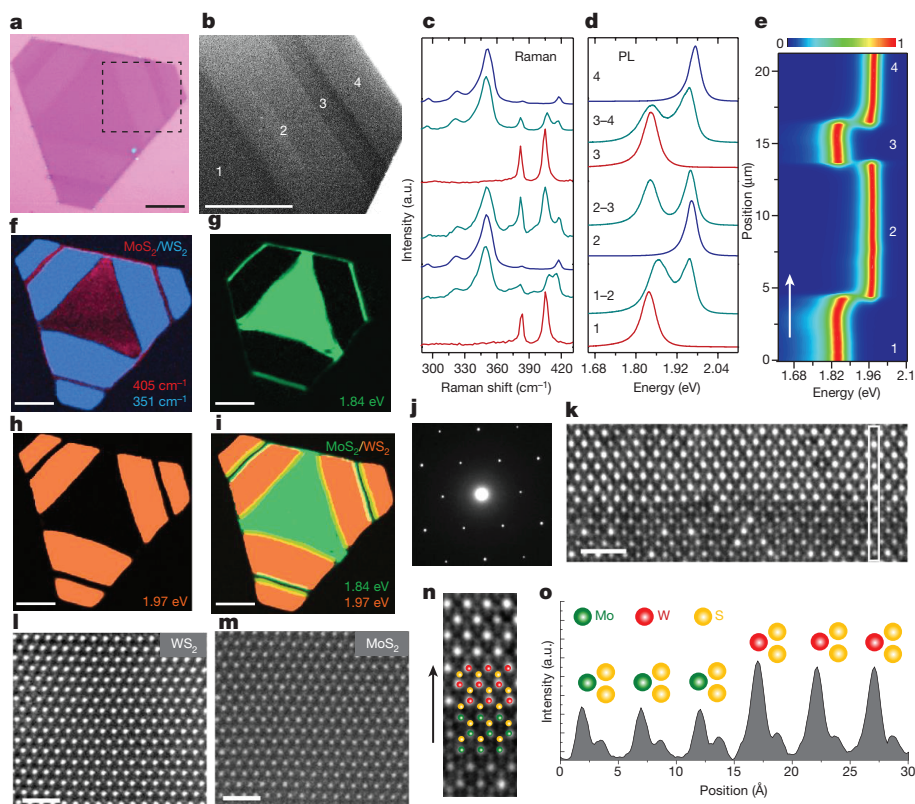 a
b
1
2
3
4
c
Raman
Intensity (a.u.)
300 330 360 390 420
Raman shift (cm⁻¹)
d
PL
4
3–4
3
2–3
2
1–2
1
1.68 1.80 1.92 2.04
Energy (eV)
e
0 1
Position (μm)
20
15
10
5
0
4
3
2
1
1.68 1.82 1.96 2.1
Energy (eV)
f
MoS₂/WS₂
405 cm⁻¹
351 cm⁻¹
g
1.84 eV
h
1.97 eV
i
MoS₂/WS₂
1.84 eV
1.97 eV
j
k
l
WS₂
m
MoS₂
n
o
Mo W S
Intensity (a.u.)
0 5 10 15 20 25 30
Position (Å)